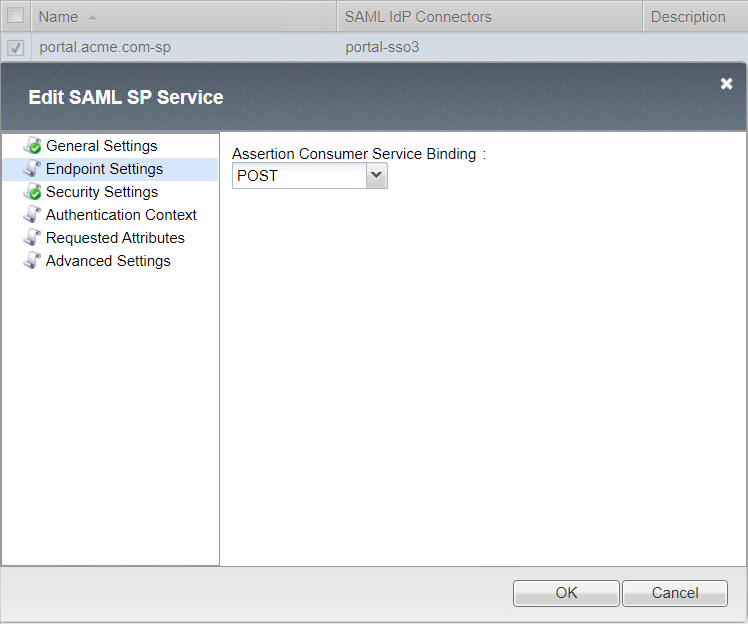 Name SAML IdP Connectors Description
portal.acme.com-sp portal-sso3
Edit SAML SP Service
General Settings
Endpoint Settings
Security Settings
Authentication Context
Requested Attributes
Advanced Settings
Assertion Consumer Service Binding :
POST
OK Cancel